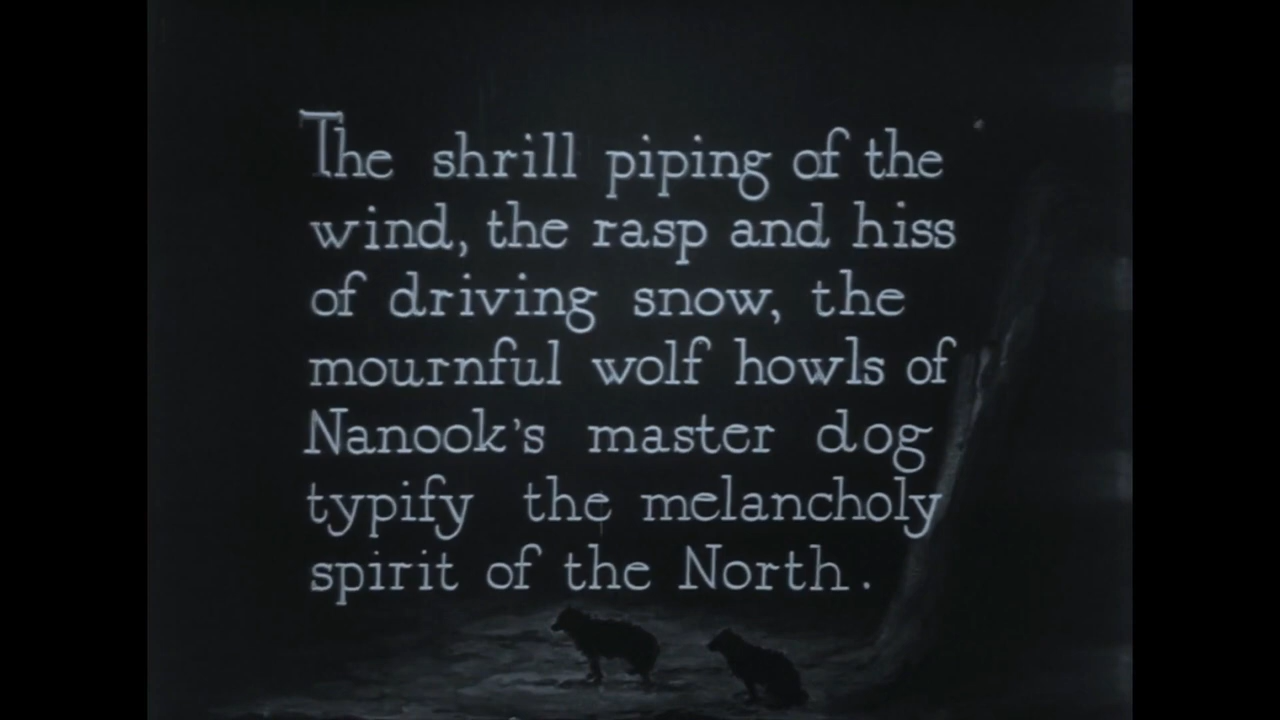 The shrill piping of the
wind, the rasp and hiss
of driving snow, the
mournful wolf howls of
Nanook's master dog
typify the melancholy
spirit of the North.